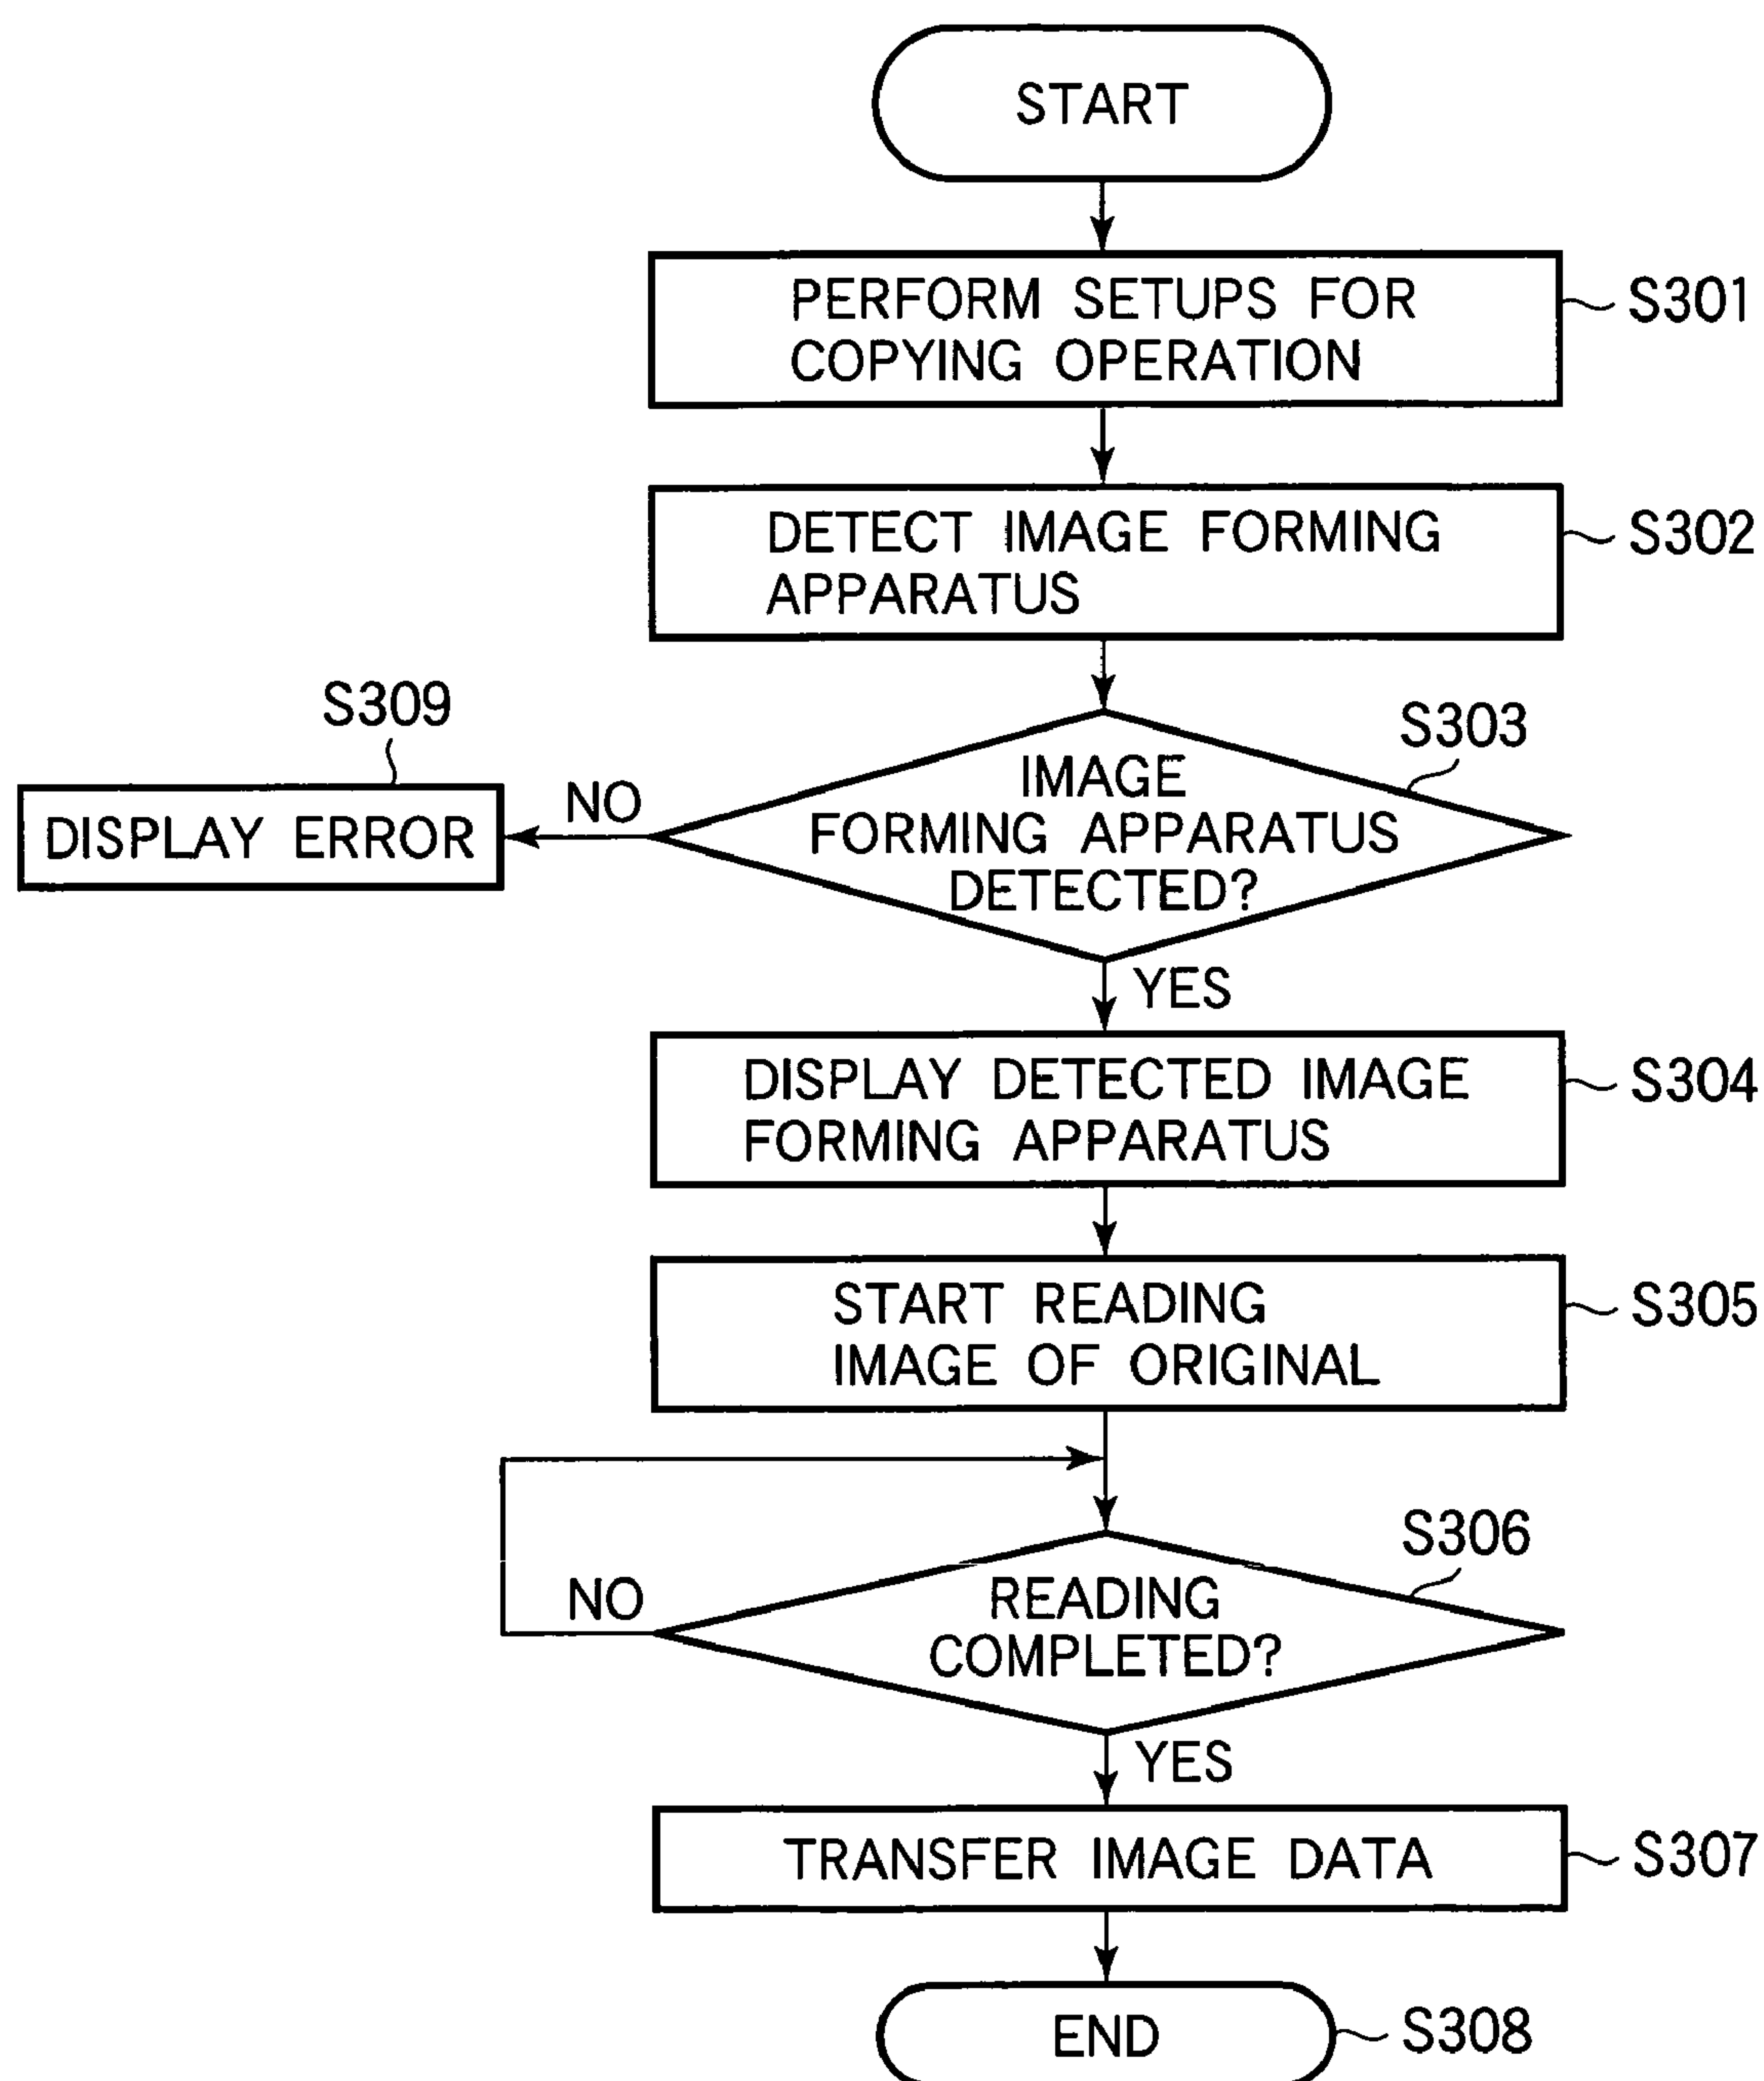 START
PERFORM SETUPS FOR
COPYING OPERATION
S301
DETECT IMAGE FORMING
APPARATUS
S302
S309
DISPLAY ERROR
NO
S303
IMAGE
FORMING APPARATUS
DETECTED?
YES
DISPLAY DETECTED IMAGE
FORMING APPARATUS
S304
START READING
IMAGE OF ORIGINAL
S305
S306
NO
READING
COMPLETED?
YES
TRANSFER IMAGE DATA
S307
END
S308